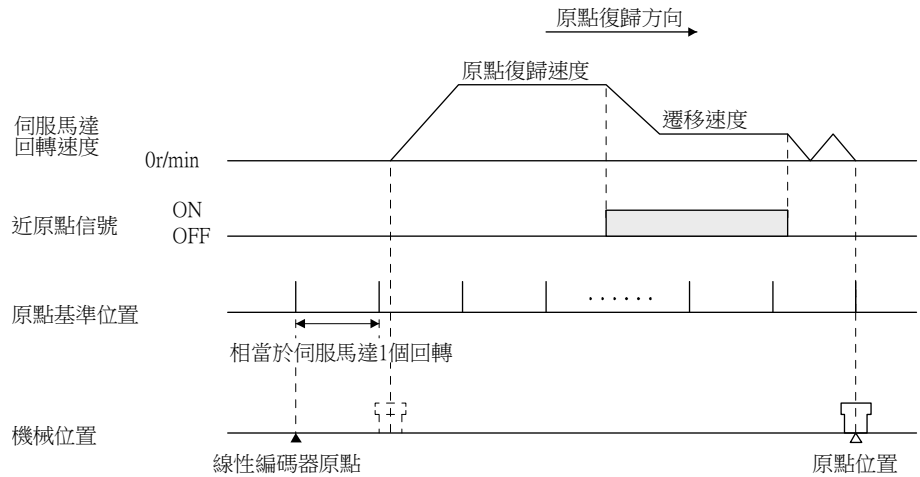 原點復歸方向
原點復歸速度
遷移速度
伺服馬達
回轉速度
0r/min
近原點信號
ON
OFF
原點基準位置
......
相當於伺服馬達1個回轉
機械位置
線性編码器原點
原點位置